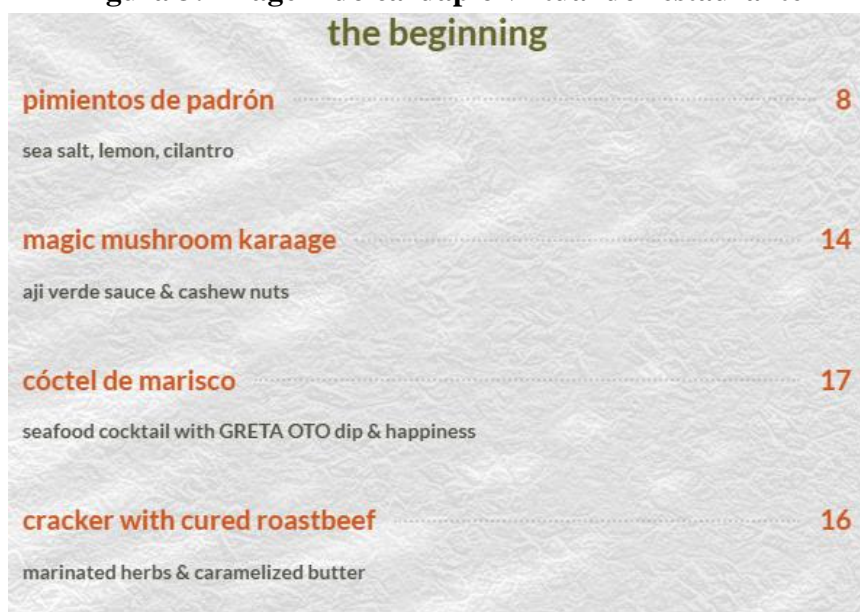 the beginning
pimientos de padrón 8
sea salt, lemon, cilantro
magic mushroom karaage 14
aji verde sauce & cashew nuts
cóctel de marisco 17
seafood cocktail with GRETA OTO dip & happiness
cracker with cured roastbeef 16
marinated herbs & caramelized butter